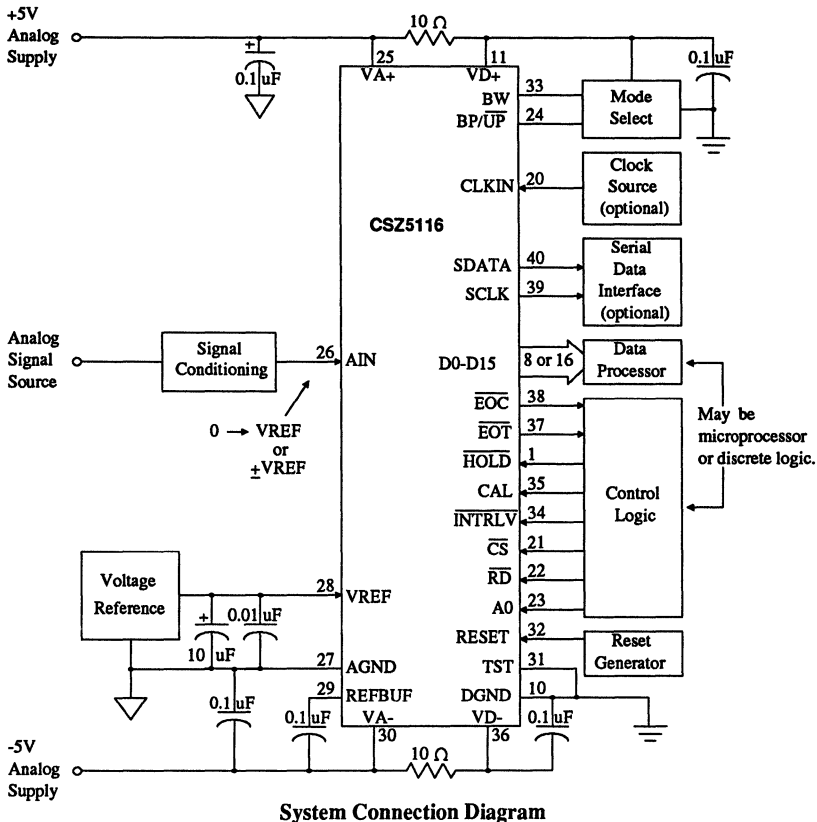 +5V
Analog
Supply
10 Ω
+
0.1 uF
25
VA+
11
VD+
0.1 uF
BW 33
BP/UP 24
Mode
Select
CLKIN 20
Clock
Source
(optional)
CSZ5116
SDATA 40
SCLK 39
Serial
Data
Interface
(optional)
Analog
Signal
Source
Signal
Conditioning
26 AIN
0 → VREF
or
±VREF
D0-D15 8 or 16
Data
Processor
EOC 38
EOT 37
HOLD 1
CAL 35
INTRLV 34
CS 21
RD 22
A0 23
Control
Logic
May be
microprocessor
or discrete logic.
Voltage
Reference
28 VREF
+
10 uF
0.01 uF
27 AGND
29 REFBUF
0.1 uF
0.1 uF
RESET 32
Reset
Generator
TST 31
DGND 10
VA-
30
VD-
36
0.1 uF
10 Ω
-5V
Analog
Supply
System Connection Diagram